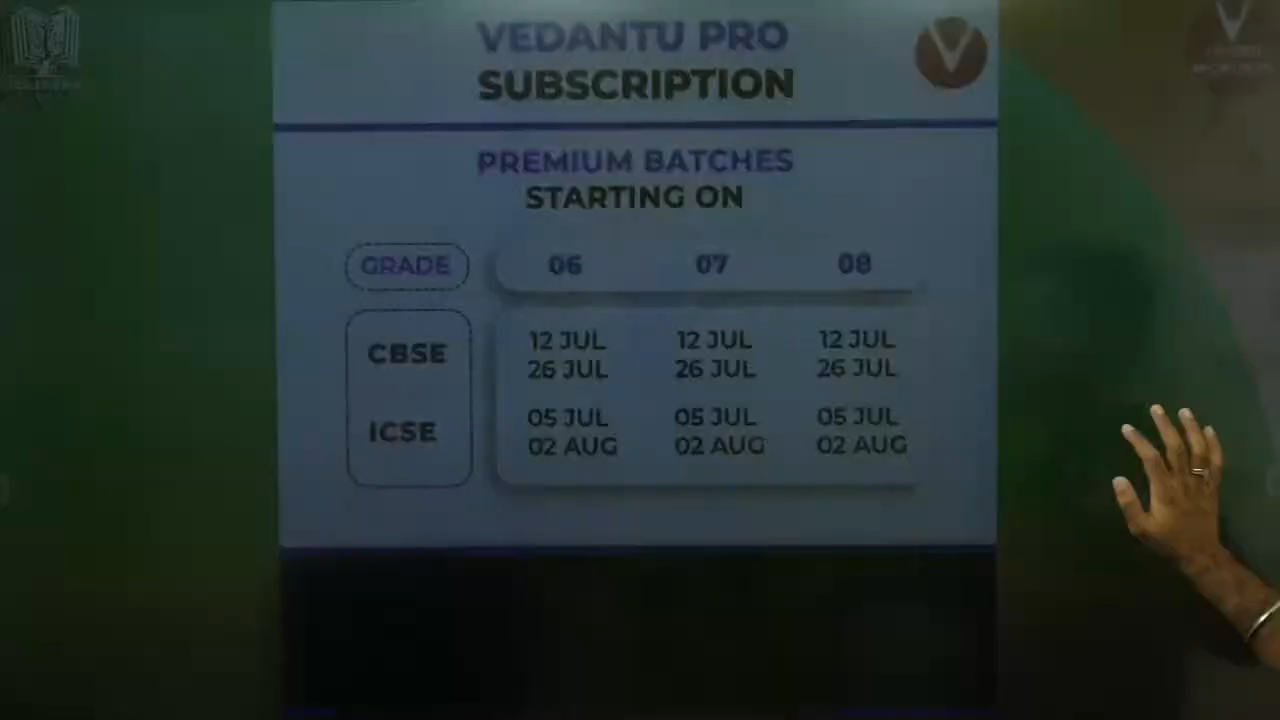 VEDANTU PRO
SUBSCRIPTION
PREMIUM BATCHES
STARTING ON
GRADE 06 07 08
CBSE 12 JUL 12 JUL 12 JUL
26 JUL 26 JUL 26 JUL
ICSE 05 JUL 05 JUL 05 JUL
02 AUG 02 AUG 02 AUG